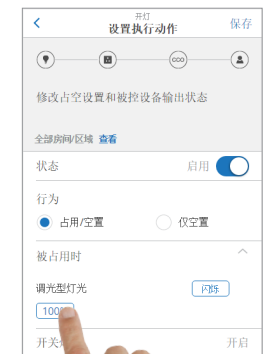 开灯
设置执行动作
保存
修改占空设置和被控设备输出状态
全部房间/区域 查看
状态
启用
行为
占用/空置
仅空置
被占用时
调光型灯光
闪烁
100%
开关
开启